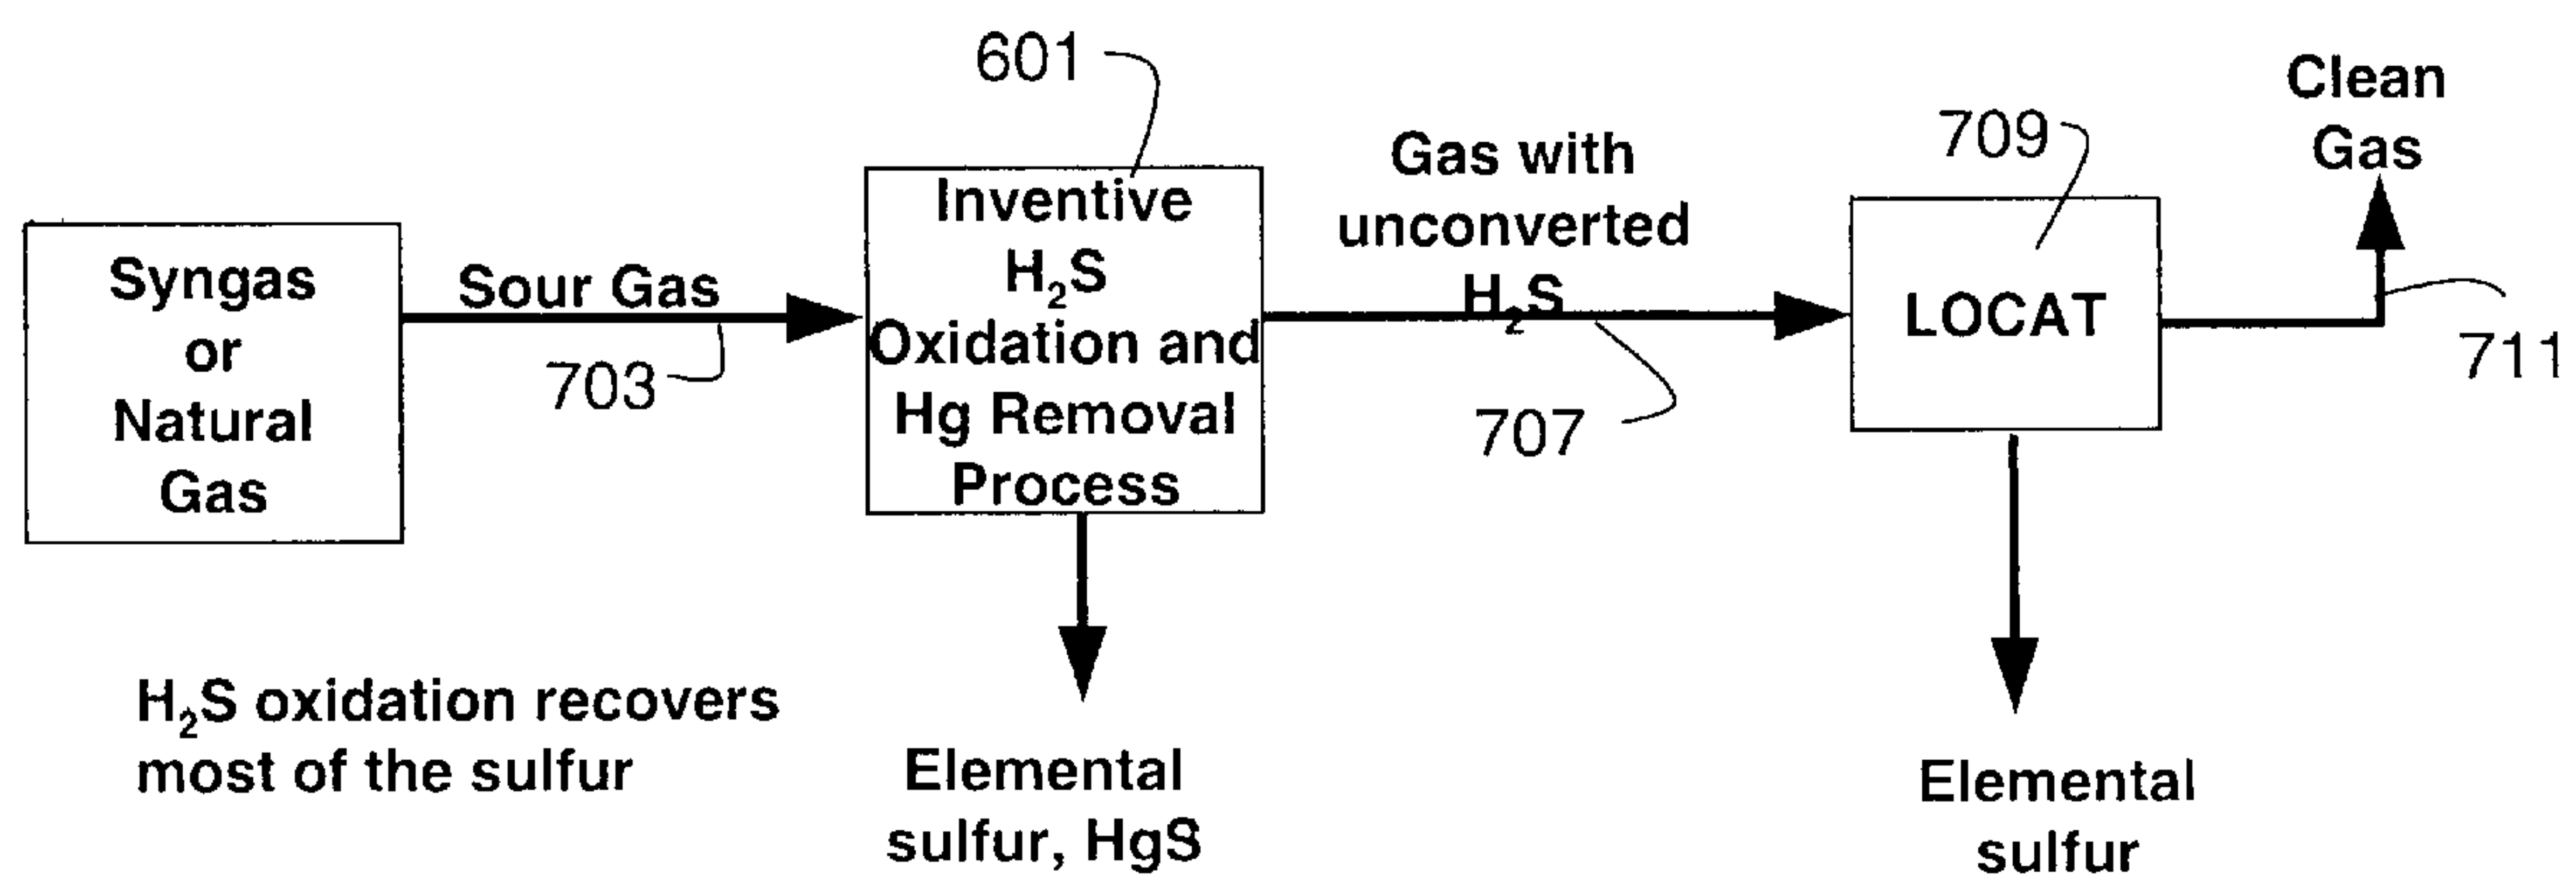 601
Clean
Gas
709
Gas with
unconverted
H₂S
Inventive
H₂S
Oxidation and
Hg Removal
Process
Syngas
or
Natural
Gas
Sour Gas
703
707
LOCAT
711
H₂S oxidation recovers
most of the sulfur
Elemental
sulfur, HgS
Elemental
sulfur